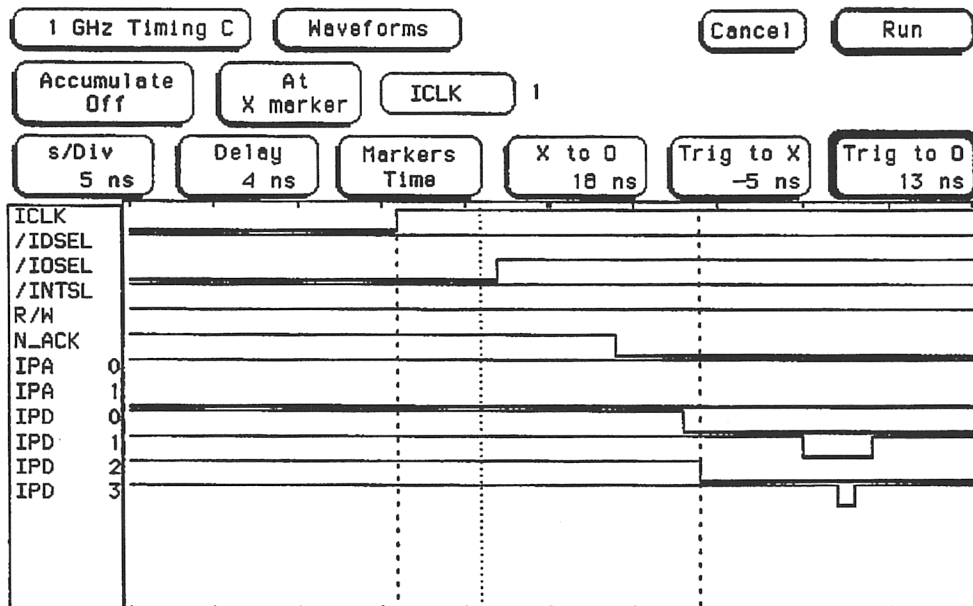 1 GHz Timing C Waveforms Cancel Run
Accumulate Off At X marker ICLK 1
s/Div 5 ns Delay 4 ns Markers Time X to O 18 ns Trig to X -5 ns Trig to O 13 ns
ICLK
/IDSEL
/IOSEL
/INTSL
R/W
N_ACK
IPA 0
IPA 1
IPD 0
IPD 1
IPD 2
IPD 3